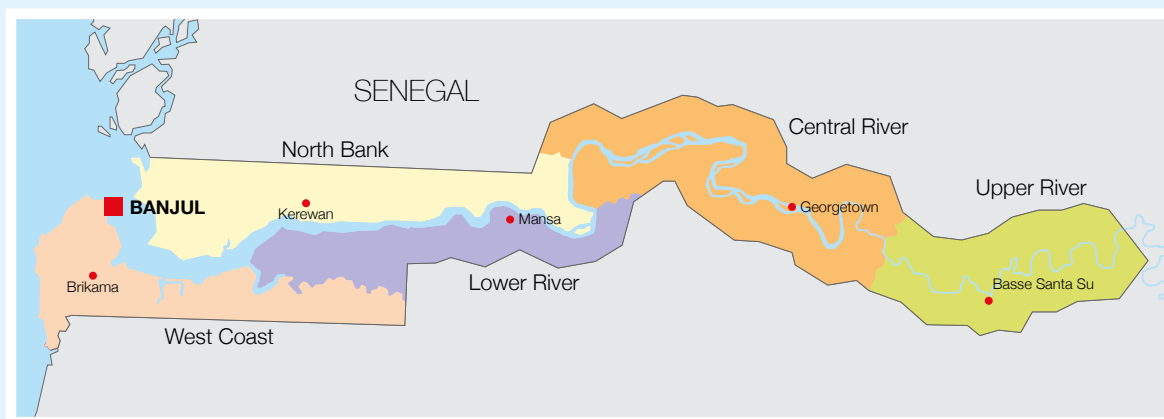 SENEGAL
Central River
North Bank
Upper River
BANJUL
Kerewan
Mansa
Georgetown
Brikama
Lower River
Basse Santa Su
West Coast